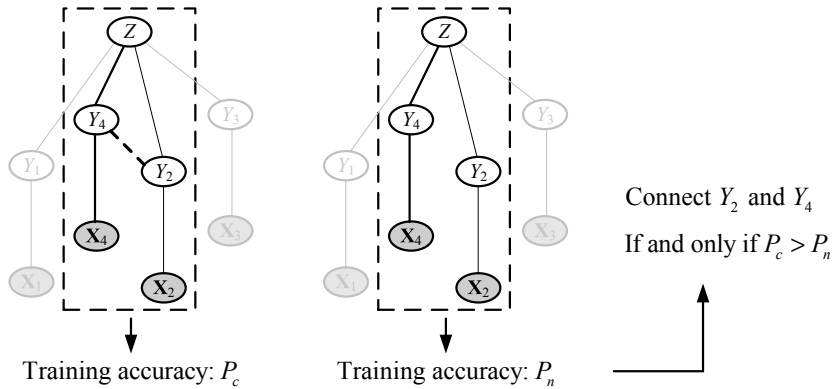 Z
Z
Y4
Y3
Y4
Y3
Y1
Y2
Y1
Y2
X4
X3
X4
X3
X1
X2
X1
X2
Connect Y2 and Y4
If and only if Pc > Pn
Training accuracy: Pc
Training accuracy: Pn